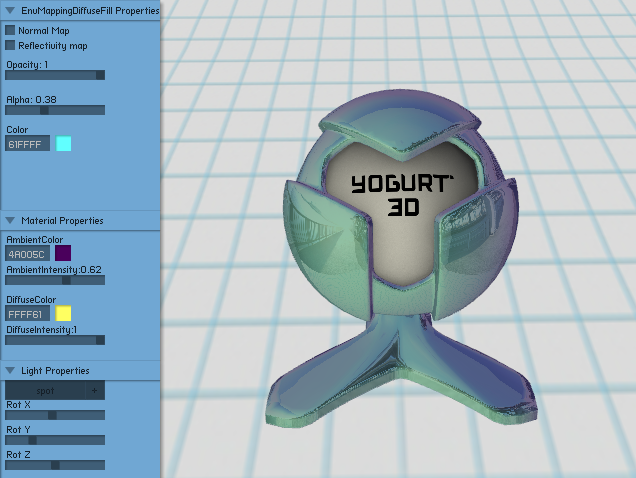 EnvMappingDiffuseFill Properties
Normal Map
Reflectivity map
Opacity: 1
Alpha: 0.38
Color
61FFFF
Material Properties
AmbientColor
4A005C
AmbientIntensity:0.62
DiffuseColor
FFFF61
DiffuseIntensity:1
Light Properties
spot +
Rot X
Rot Y
Rot Z
YOGURT
3D